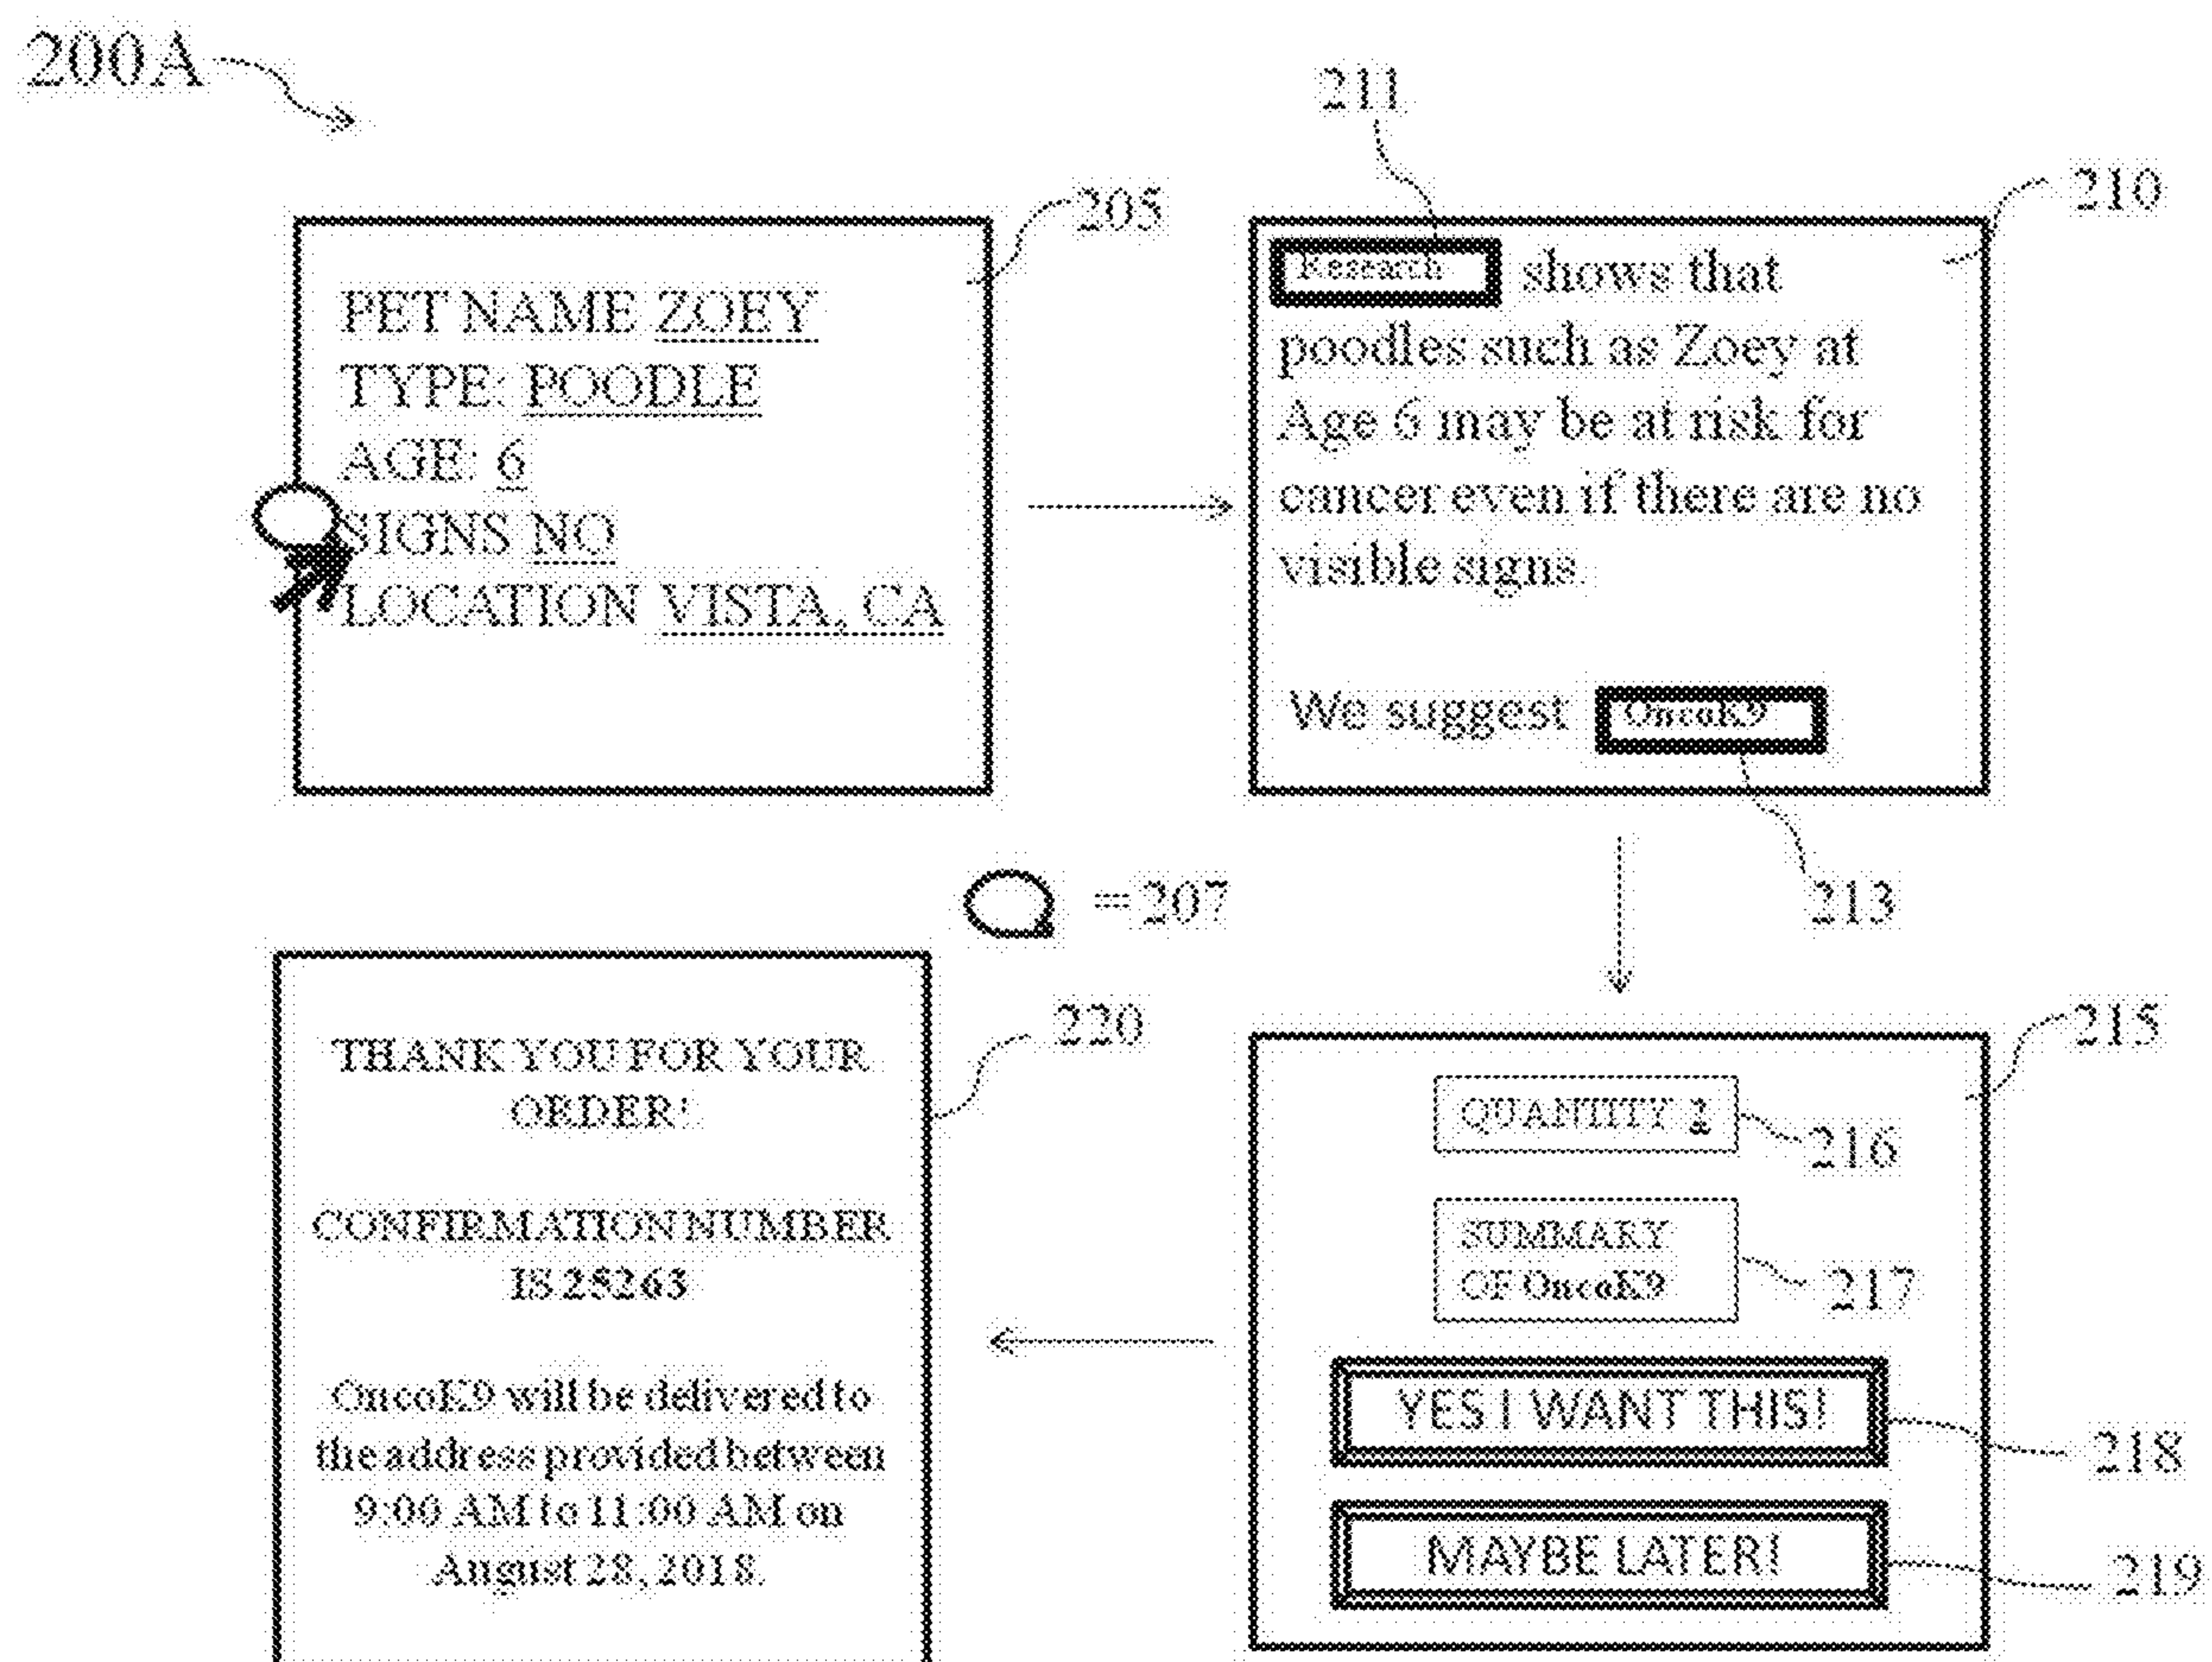 200A
205
PET NAME ZOEY
TYPE: POODLE
AGE: 6
SIGNS NO
LOCATION VISTA, CA
211
210
Research shows that
poodles such as Zoey at
Age 6 may be at risk for
cancer even if there are no
visible signs.
We suggest OncoK9
213
= 207
220
THANK YOU FOR YOUR
ORDER!
CONFIRMATION NUMBER
IS 25263
OncoK9 will be delivered to
the address provided between
9:00 AM to 11:00 AM on
August 28, 2018.
215
QUANTITY
216
SUMMARY
OF OncoK9
217
YES I WANT THIS!
218
MAYBE LATER!
219